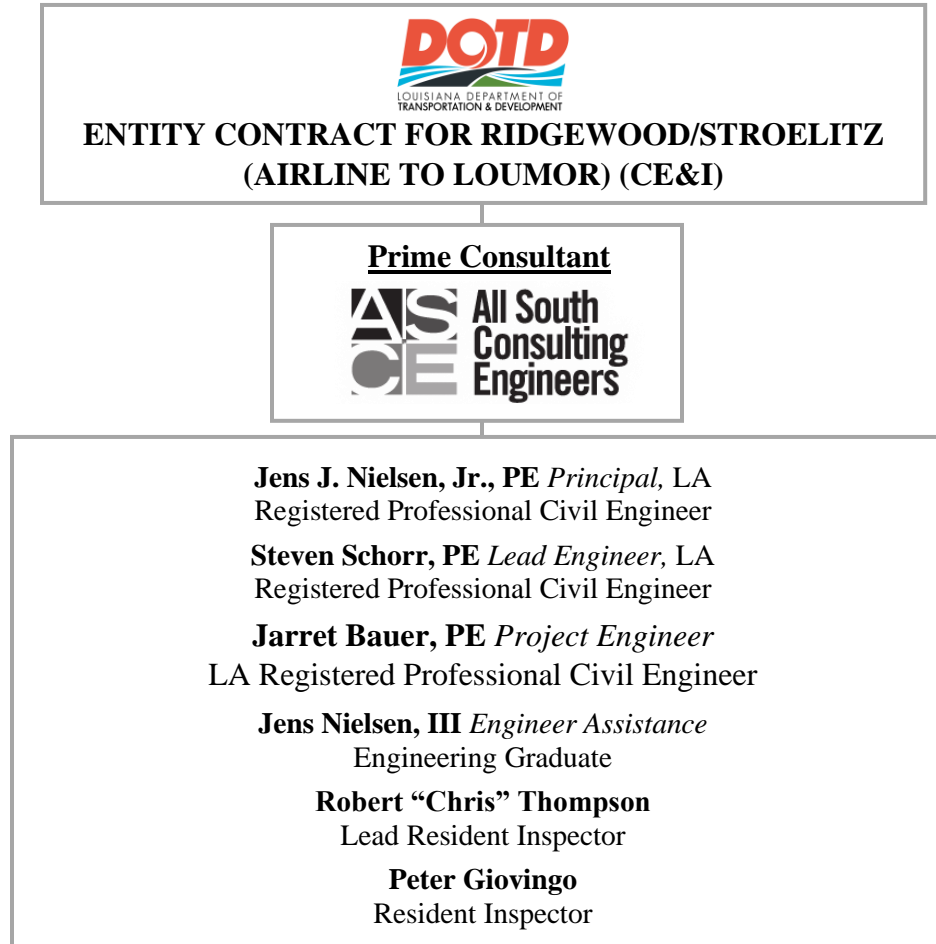 DOTD
LOUISIANA DEPARTMENT OF
TRANSPORTATION & DEVELOPMENT
ENTITY CONTRACT FOR RIDGEWOOD/STROELITZ
(AIRLINE TO LOUMOR) (CE&I)
Prime Consultant
AS
CE
All South
Consulting
Engineers
Jens J. Nielsen, Jr., PE Principal, LA
Registered Professional Civil Engineer
Steven Schorr, PE Lead Engineer, LA
Registered Professional Civil Engineer
Jarret Bauer, PE Project Engineer
LA Registered Professional Civil Engineer
Jens Nielsen, III Engineer Assistance
Engineering Graduate
Robert “Chris” Thompson
Lead Resident Inspector
Peter Giovingo
Resident Inspector